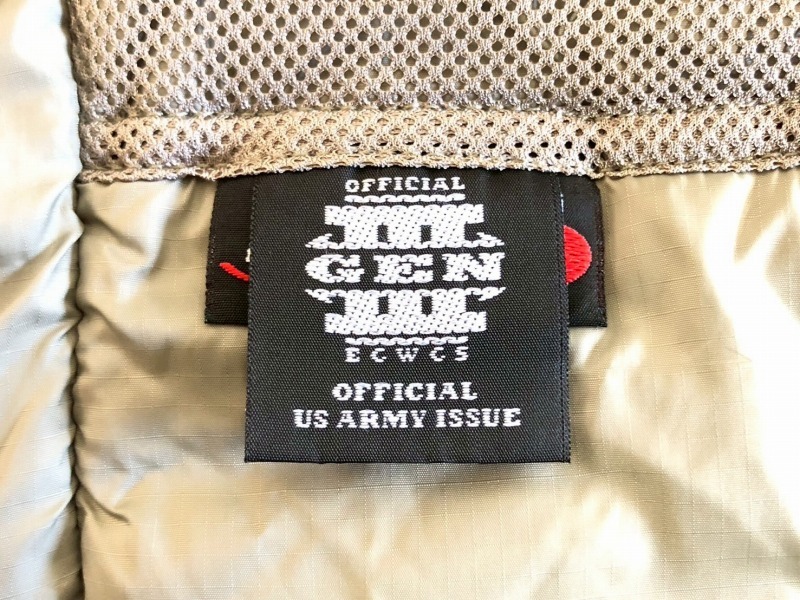 OFFICIAL
III
GEN
III
ECWCS
OFFICIAL
US ARMY ISSUE